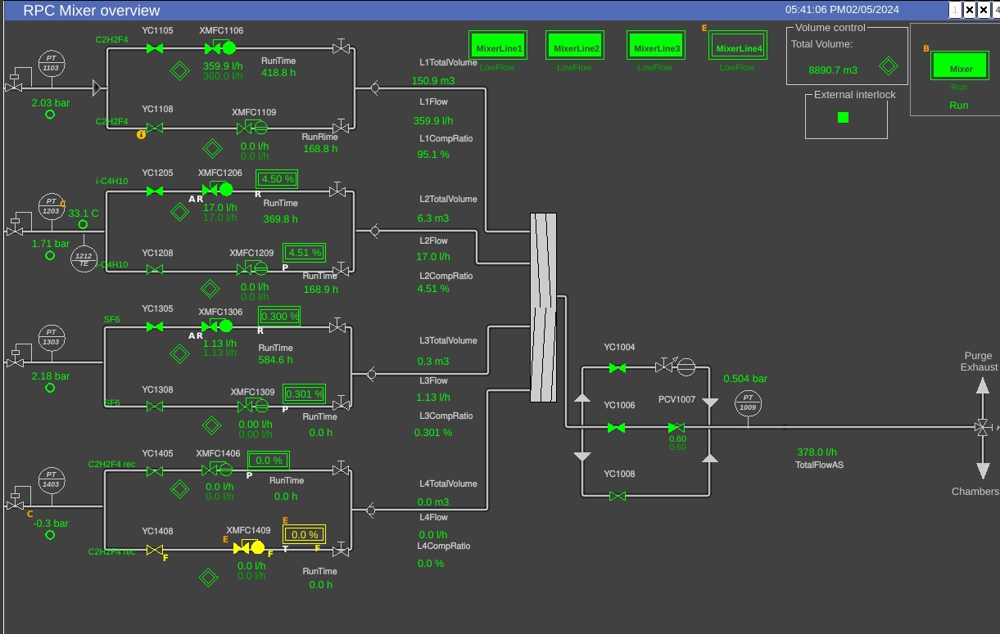 RPC Mixer overview
05:41:06 PM02/05/2024
1
4
C2H2F4
YC1105
XMFC1106
359.9 l/h
360.0 l/h
RunTime
418.8 h
PT
1103
2.03 bar
C2H2F4
YC1108
XMFC1109
i
0.0 l/h
0.0 l/h
RunRime
168.8 h
L1TotalVolume
150.9 m3
L1Flow
359.9 l/h
L1CompRatio
95.1 %
MixerLine1
LowFlow
MixerLine2
LowFlow
MixerLine3
LowFlow
E
MixerLine4
LowFlow
Volume control
Total Volume:
8890.7 m3
External interlock
B
Mixer
Run
Run
i-C4H10
YC1205
XMFC1206
4.50 %
A R
R
17.0 l/h
17.0 l/h
RunTime
369.8 h
PT
1203
C
33.1 C
1.71 bar
1212
TE
i-C4H10
YC1208
XMFC1209
4.51 %
P
0.0 l/h
0.0 l/h
RunTime
168.9 h
L2TotalVolume
6.3 m3
L2Flow
17.0 l/h
L2CompRatio
4.51 %
SF6
YC1305
XMFC1306
0.300 %
A R
R
1.13 l/h
1.13 l/h
RunTime
584.6 h
PT
1303
2.18 bar
SF6
YC1308
XMFC1309
0.301 %
P
0.00 l/h
0.00 l/h
RunTime
0.0 h
L3TotalVolume
0.3 m3
L3Flow
1.13 l/h
L3CompRatio
0.301 %
C2H2F4 rec
YC1405
XMFC1406
0.0 %
P
0.0 l/h
0.0 l/h
RunTime
0.0 h
PT
1403
C
-0.3 bar
C2H2F4 rec
YC1408
F
XMFC1409
E
F
E
0.0 %
T
F
0.0 l/h
0.0 l/h
RunTime
0.0 h
L4TotalVolume
0.0 m3
L4Flow
0.0 l/h
L4CompRatio
0.0 %
YC1004
YC1006
PCV1007
0.60
0.60
YC1008
0.504 bar
PT
1009
378.0 l/h
TotalFlowAS
Purge
Exhaust
H
Chambers